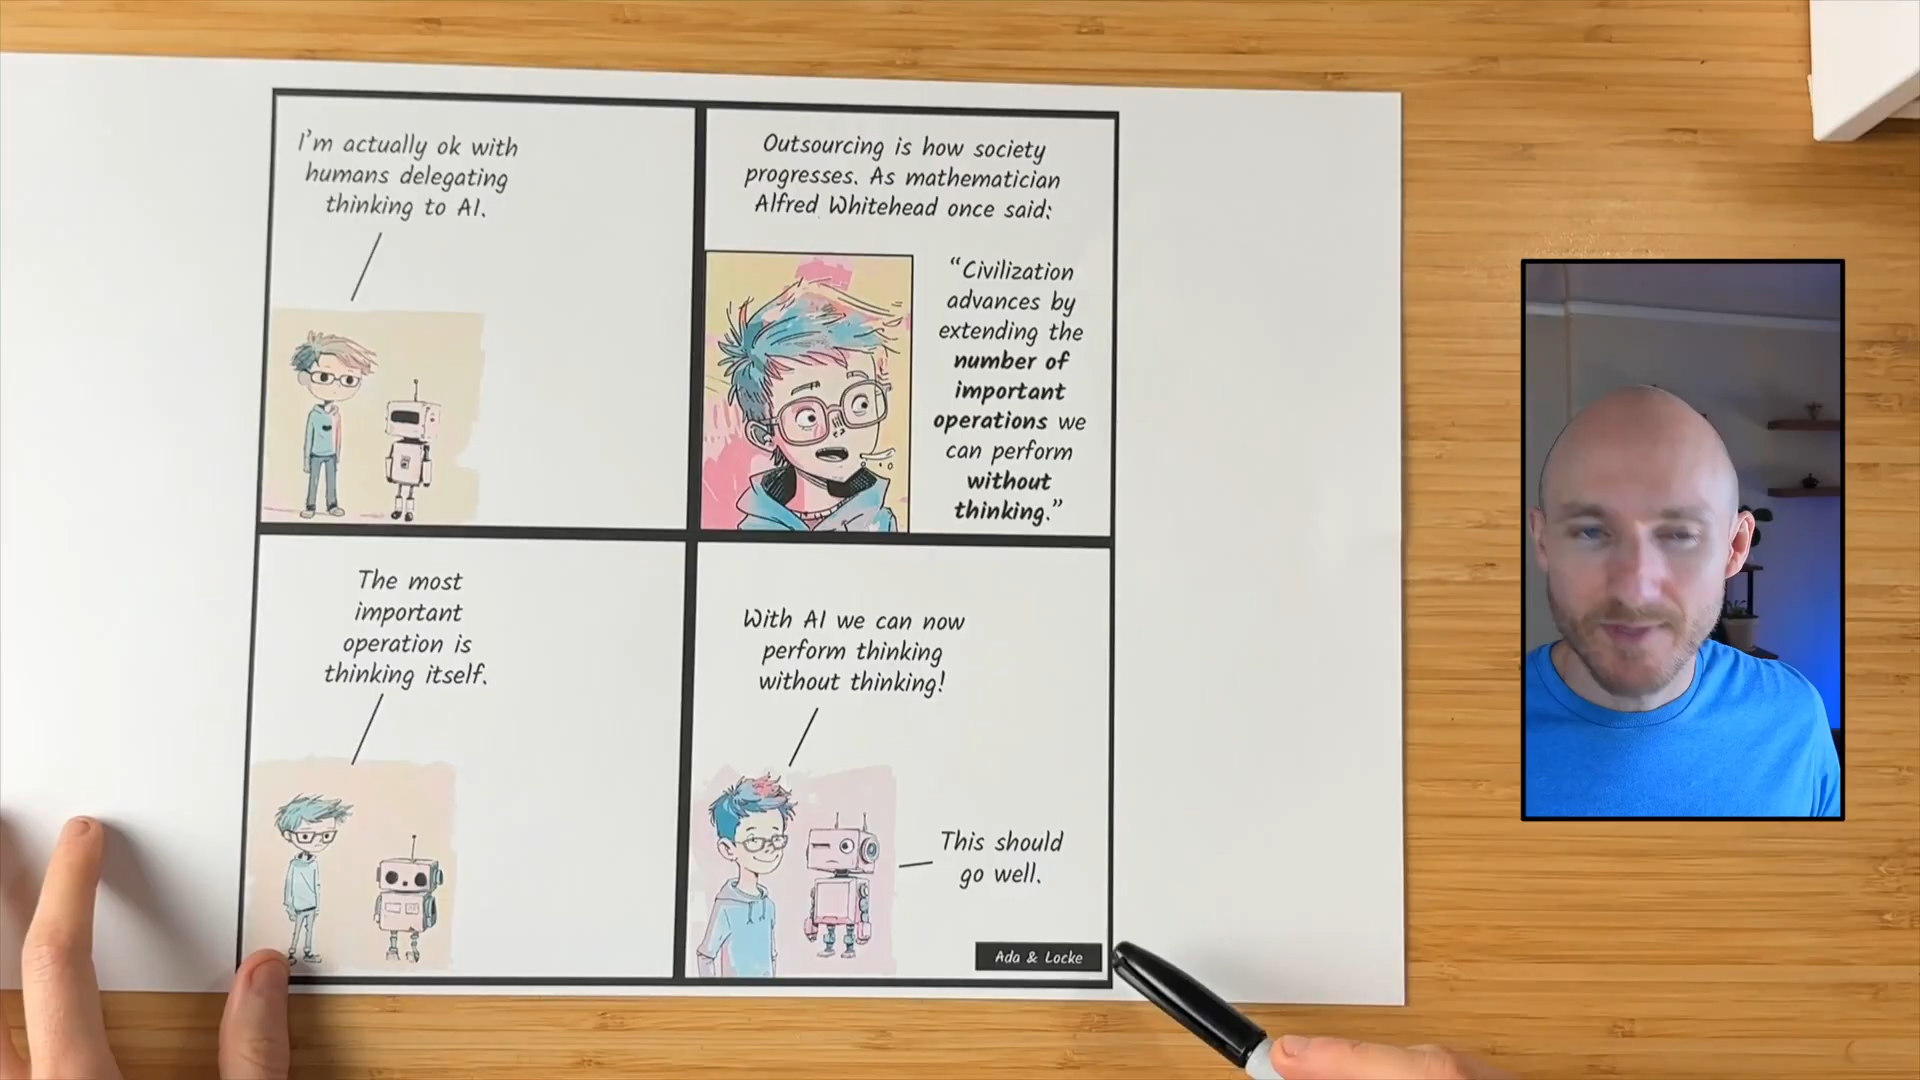 I'm actually ok with
humans delegating
thinking to AI.
Outsourcing is how society
progresses. As mathematician
Alfred Whitehead once said:
“Civilization
advances by
extending the
number of
important
operations we
can perform
without
thinking.”
The most
important
operation is
thinking itself.
With AI we can now
perform thinking
without thinking!
This should
go well.
Ada & Locke